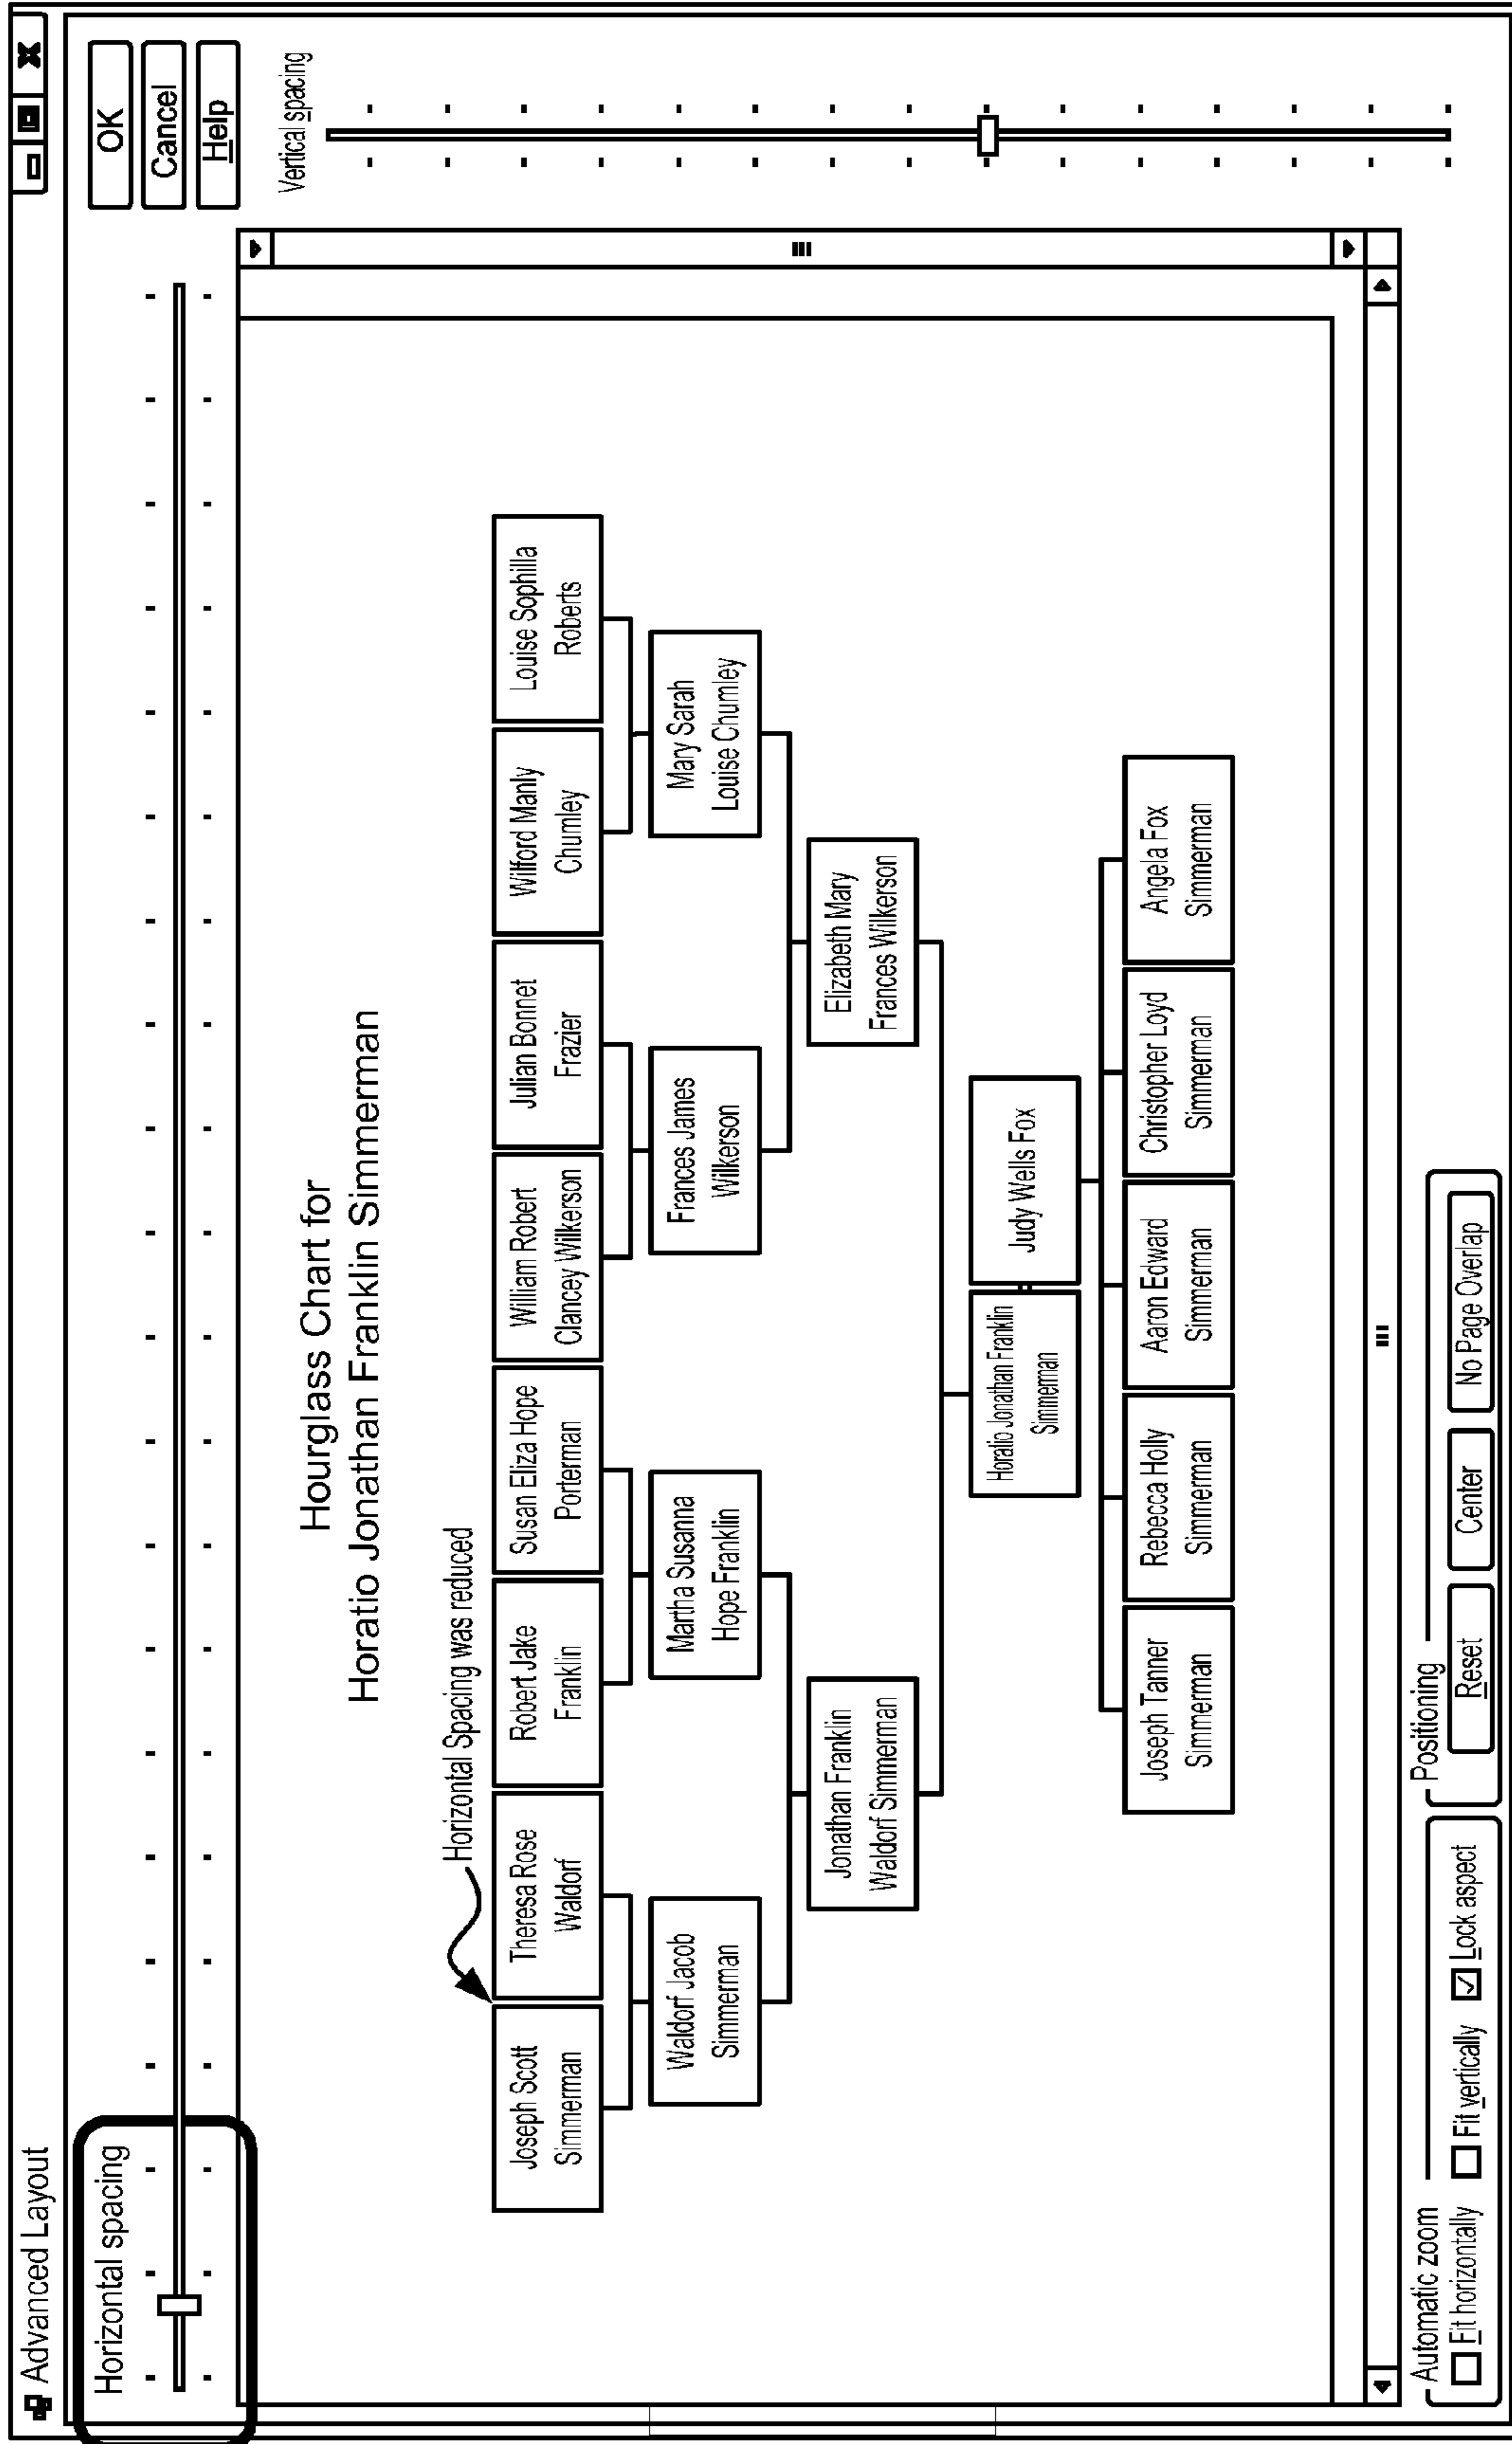 Advanced Layout
Horizontal spacing
OK
Cancel
Help
Vertical spacing
Hourglass Chart for
Horatio Jonathan Franklin Simmerman
Horizontal Spacing was reduced
Joseph Scott
Simmerman
Theresa Rose
Waldorf
Robert Jake
Franklin
Susan Eliza Hope
Porterman
William Robert
Clancey Wilkerson
Julian Bonnet
Frazier
Wilford Manly
Chumley
Louise Sophilla
Roberts
Waldorf Jacob
Simmerman
Martha Susanna
Hope Franklin
Frances James
Wilkerson
Mary Sarah
Louise Chumley
Jonathan Franklin
Waldorf Simmerman
Elizabeth Mary
Frances Wilkerson
Horatio Jonathan Franklin
Simmerman
Judy Wells Fox
Joseph Tanner
Simmerman
Rebecca Holly
Simmerman
Aaron Edward
Simmerman
Christopher Loyd
Simmerman
Angela Fox
Simmerman
Automatic zoom
Fit horizontally
Fit vertically
Lock aspect
Positioning
Reset
Center
No Page Overlap